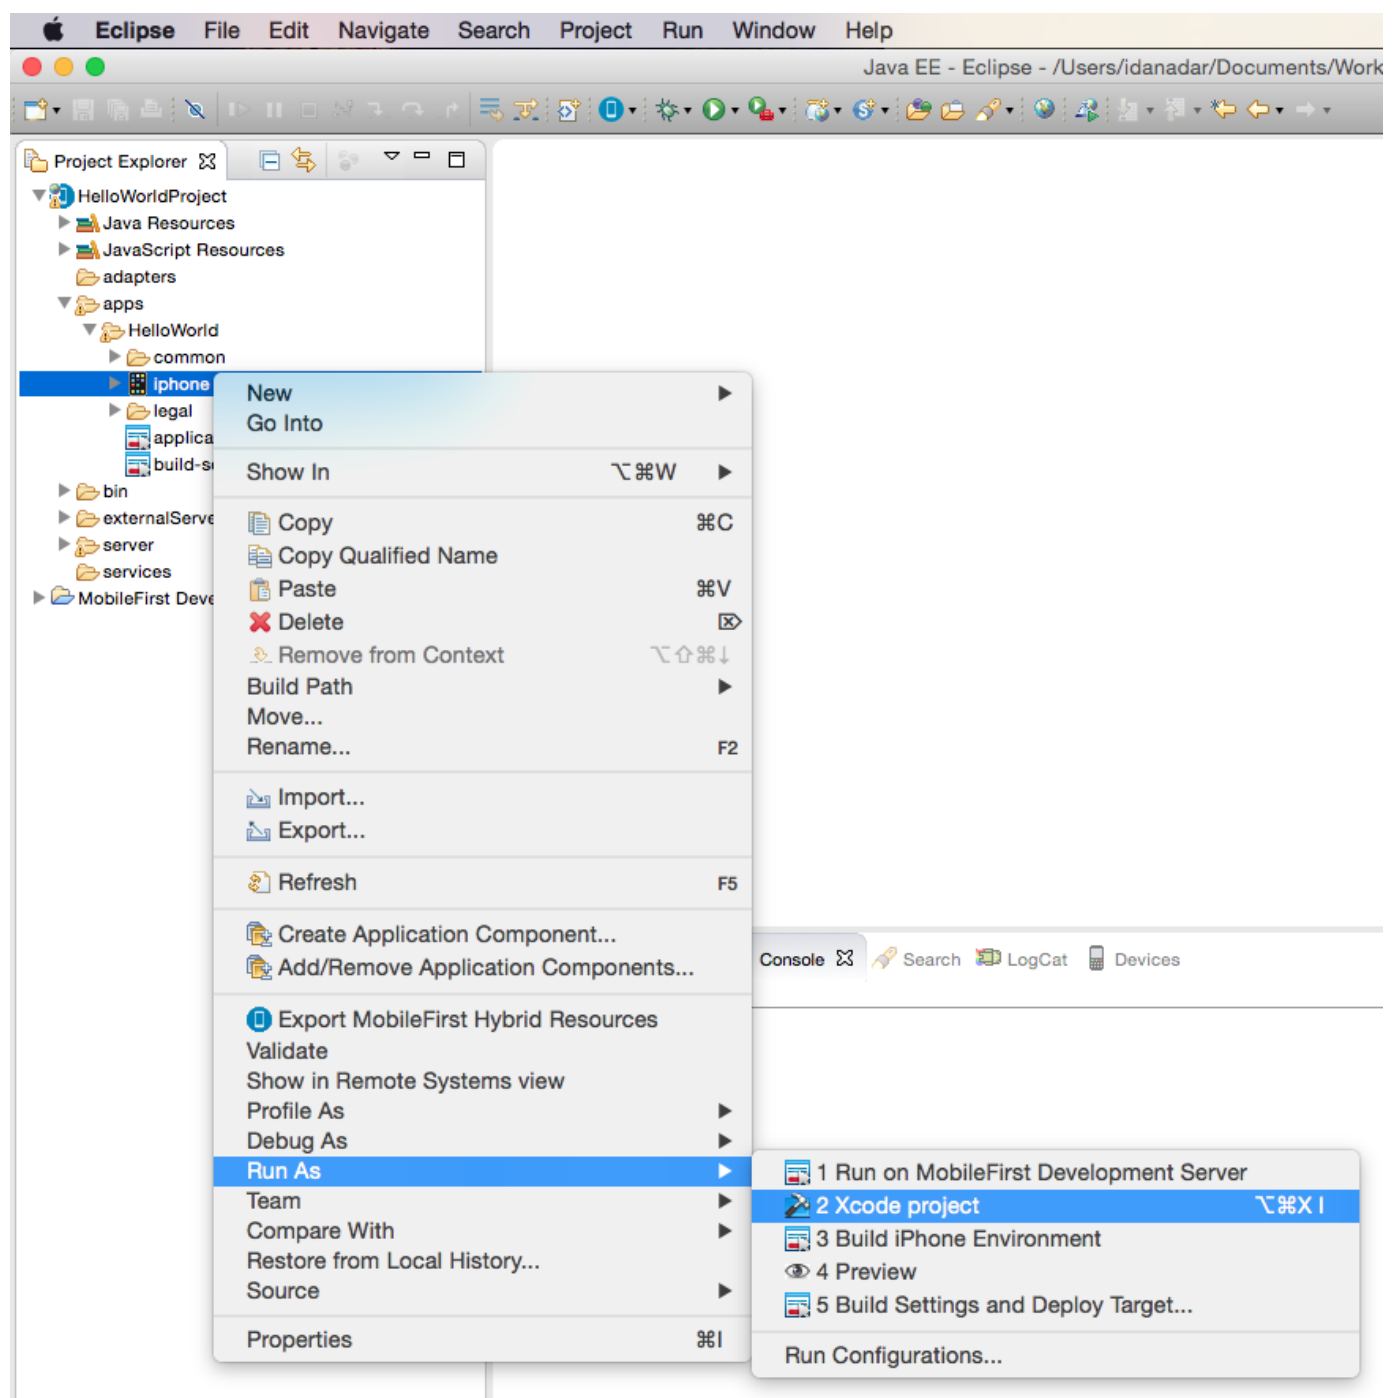 Eclipse File Edit Navigate Search Project Run Window Help
Java EE - Eclipse - /Users/idanadar/Documents/Work
Project Explorer
HelloWorldProject
Java Resources
JavaScript Resources
adapters
apps
HelloWorld
common
iphone
legal
applica
build-s
bin
externalServe
server
services
MobileFirst Deve
New
Go Into
Show In ⌥⌘W
Copy ⌘C
Copy Qualified Name
Paste ⌘V
Delete ⌦
Remove from Context ⌥⇧⌘↓
Build Path
Move...
Rename... F2
Import...
Export...
Refresh F5
Create Application Component...
Add/Remove Application Components...
Export MobileFirst Hybrid Resources
Validate
Show in Remote Systems view
Profile As
Debug As
Run As
Team
Compare With
Restore from Local History...
Source
Properties ⌘I
Console Search LogCat Devices
1 Run on MobileFirst Development Server
2 Xcode project ⌥⌘X I
3 Build iPhone Environment
4 Preview
5 Build Settings and Deploy Target...
Run Configurations...